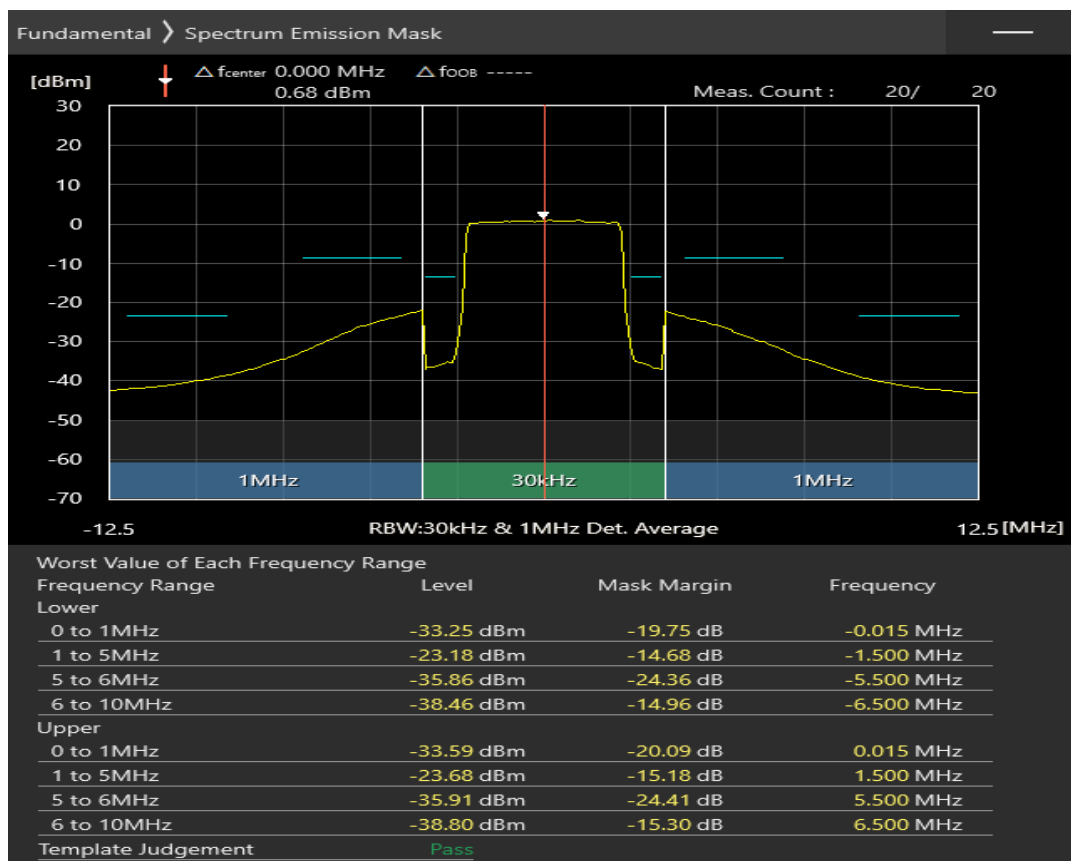 Fundamental ❯ Spectrum Emission Mask
[dBm]
△ fcenter 0.000 MHz △ fOOB -----
0.68 dBm
Meas. Count : 20/ 20
30
20
10
0
-10
-20
-30
-40
-50
-60
-70
1MHz 30kHz 1MHz
-12.5 RBW:30kHz & 1MHz Det. Average 12.5 [MHz]
Worst Value of Each Frequency Range
Frequency Range Level Mask Margin Frequency
Lower
0 to 1MHz -33.25 dBm -19.75 dB -0.015 MHz
1 to 5MHz -23.18 dBm -14.68 dB -1.500 MHz
5 to 6MHz -35.86 dBm -24.36 dB -5.500 MHz
6 to 10MHz -38.46 dBm -14.96 dB -6.500 MHz
Upper
0 to 1MHz -33.59 dBm -20.09 dB 0.015 MHz
1 to 5MHz -23.68 dBm -15.18 dB 1.500 MHz
5 to 6MHz -35.91 dBm -24.41 dB 5.500 MHz
6 to 10MHz -38.80 dBm -15.30 dB 6.500 MHz
Template Judgement Pass